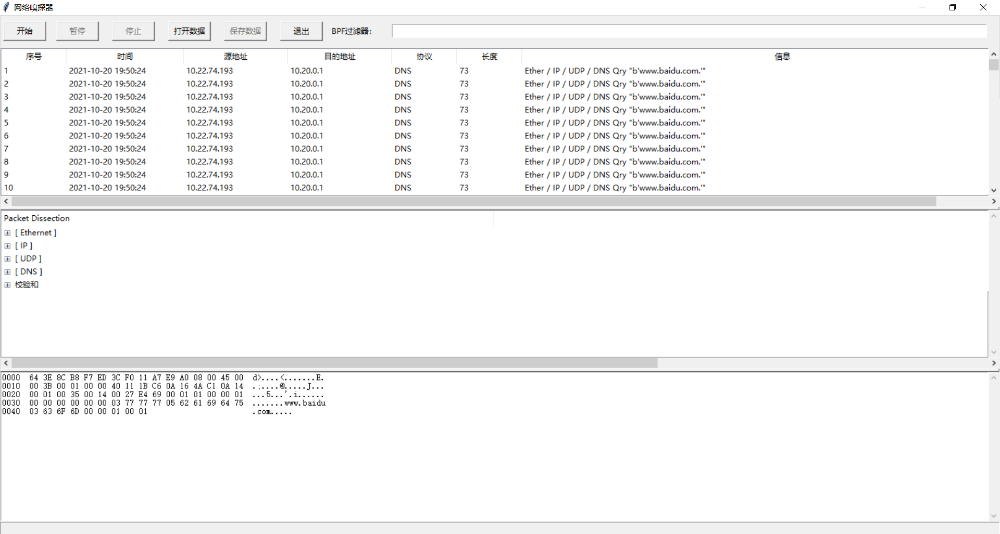 网络嗅探器
开始 暂停 停止 打开数据 保存数据 退出 BPF过滤器:
序号 时间 源地址 目的地址 协议 长度 信息
1 2021-10-20 19:50:24 10.22.74.193 10.20.0.1 DNS 73 Ether / IP / UDP / DNS Qry "b'www.baidu.com.'"
2 2021-10-20 19:50:24 10.22.74.193 10.20.0.1 DNS 73 Ether / IP / UDP / DNS Qry "b'www.baidu.com.'"
3 2021-10-20 19:50:24 10.22.74.193 10.20.0.1 DNS 73 Ether / IP / UDP / DNS Qry "b'www.baidu.com.'"
4 2021-10-20 19:50:24 10.22.74.193 10.20.0.1 DNS 73 Ether / IP / UDP / DNS Qry "b'www.baidu.com.'"
5 2021-10-20 19:50:24 10.22.74.193 10.20.0.1 DNS 73 Ether / IP / UDP / DNS Qry "b'www.baidu.com.'"
6 2021-10-20 19:50:24 10.22.74.193 10.20.0.1 DNS 73 Ether / IP / UDP / DNS Qry "b'www.baidu.com.'"
7 2021-10-20 19:50:24 10.22.74.193 10.20.0.1 DNS 73 Ether / IP / UDP / DNS Qry "b'www.baidu.com.'"
8 2021-10-20 19:50:24 10.22.74.193 10.20.0.1 DNS 73 Ether / IP / UDP / DNS Qry "b'www.baidu.com.'"
9 2021-10-20 19:50:24 10.22.74.193 10.20.0.1 DNS 73 Ether / IP / UDP / DNS Qry "b'www.baidu.com.'"
10 2021-10-20 19:50:24 10.22.74.193 10.20.0.1 DNS 73 Ether / IP / UDP / DNS Qry "b'www.baidu.com.'"
Packet Dissection
[ Ethernet ]
[ IP ]
[ UDP ]
[ DNS ]
校验和
0000 64 3E 8C B8 F7 ED 3C F0 11 A7 E9 A0 08 00 45 00 d>....<.......E.
0010 00 3B 00 01 00 00 40 11 1B C6 0A 16 4A C1 0A 14 .;....@.....J...
0020 00 01 00 35 00 14 00 27 E4 69 00 01 01 00 00 01 ...5...'.i......
0030 00 00 00 00 00 00 03 77 77 77 05 62 61 69 64 75 .......www.baidu
0040 03 63 6F 6D 00 00 01 00 01 .com.....